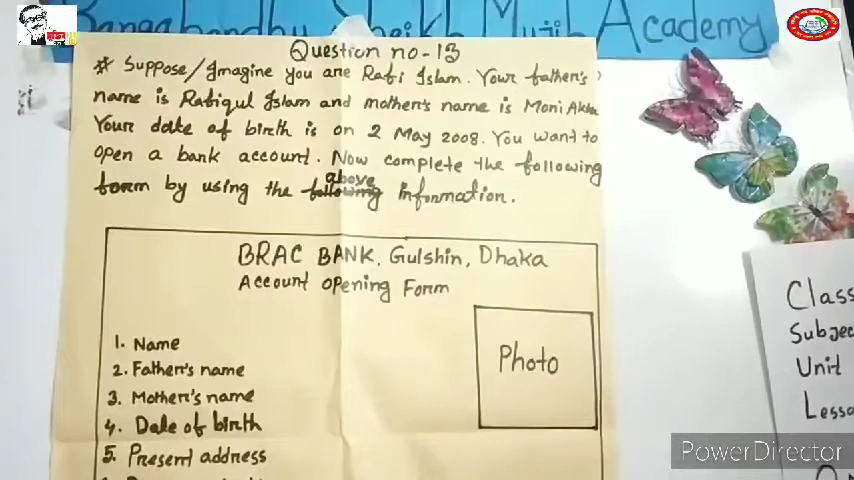 Bangabandhu Sheikh Mujib Academy
Question no-13
* Suppose/Imagine you are Rafi Islam. Your father's
name is Rafiqul Islam and mother's name is Moni
Your date of birth is on 2 May 2008. You want to
open a bank account. Now complete the following
above
form by using the following information.
BRAC BANK, Gulshin, Dhaka
Account opening Form
Photo
1. Name
2. Father's name
3. Mother's name
4. Date of birth
5. Present address
Class
Subjec
Unit
Lesso
PowerDirector